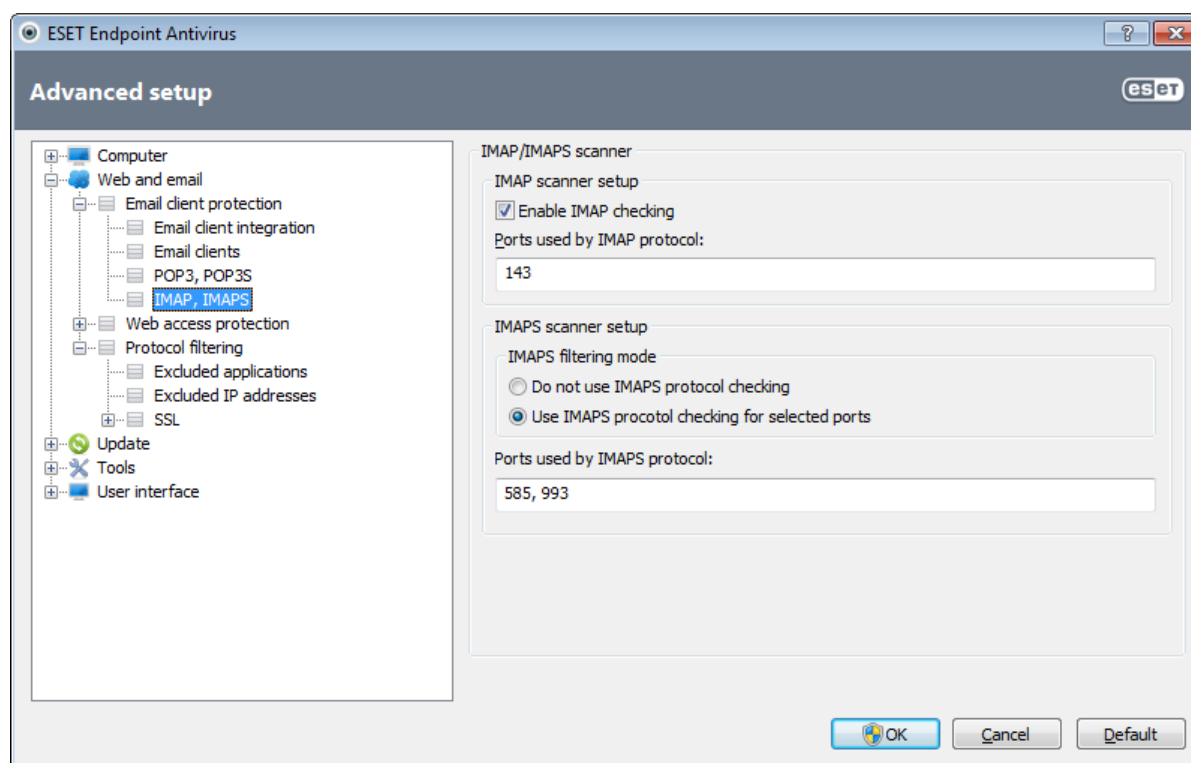 ESET Endpoint Antivirus
?
Advanced setup
eset
Computer
Web and email
Email client protection
Email client integration
Email clients
POP3, POP3S
IMAP, IMAPS
Web access protection
Protocol filtering
Excluded applications
Excluded IP addresses
SSL
Update
Tools
User interface
IMAP/IMAPS scanner
IMAP scanner setup
Enable IMAP checking
Ports used by IMAP protocol:
143
IMAPS scanner setup
IMAPS filtering mode
Do not use IMAPS protocol checking
Use IMAPS procotol checking for selected ports
Ports used by IMAPS protocol:
585, 993
OK
Cancel
Default